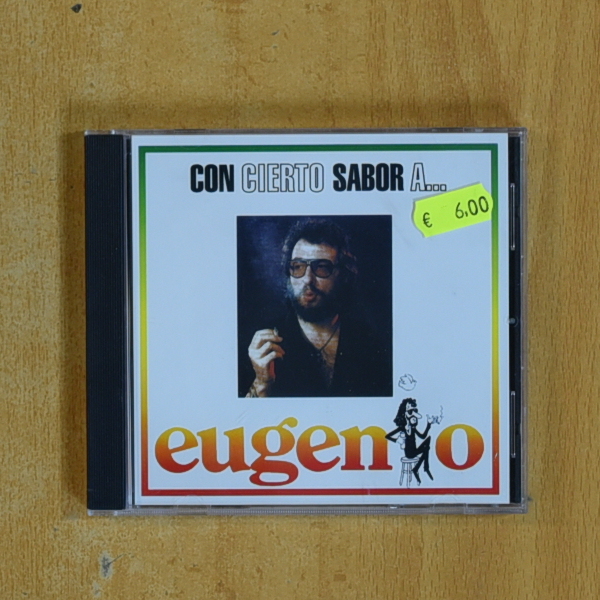 CON CIERTO SABOR A...
€ 6.00
eugenio